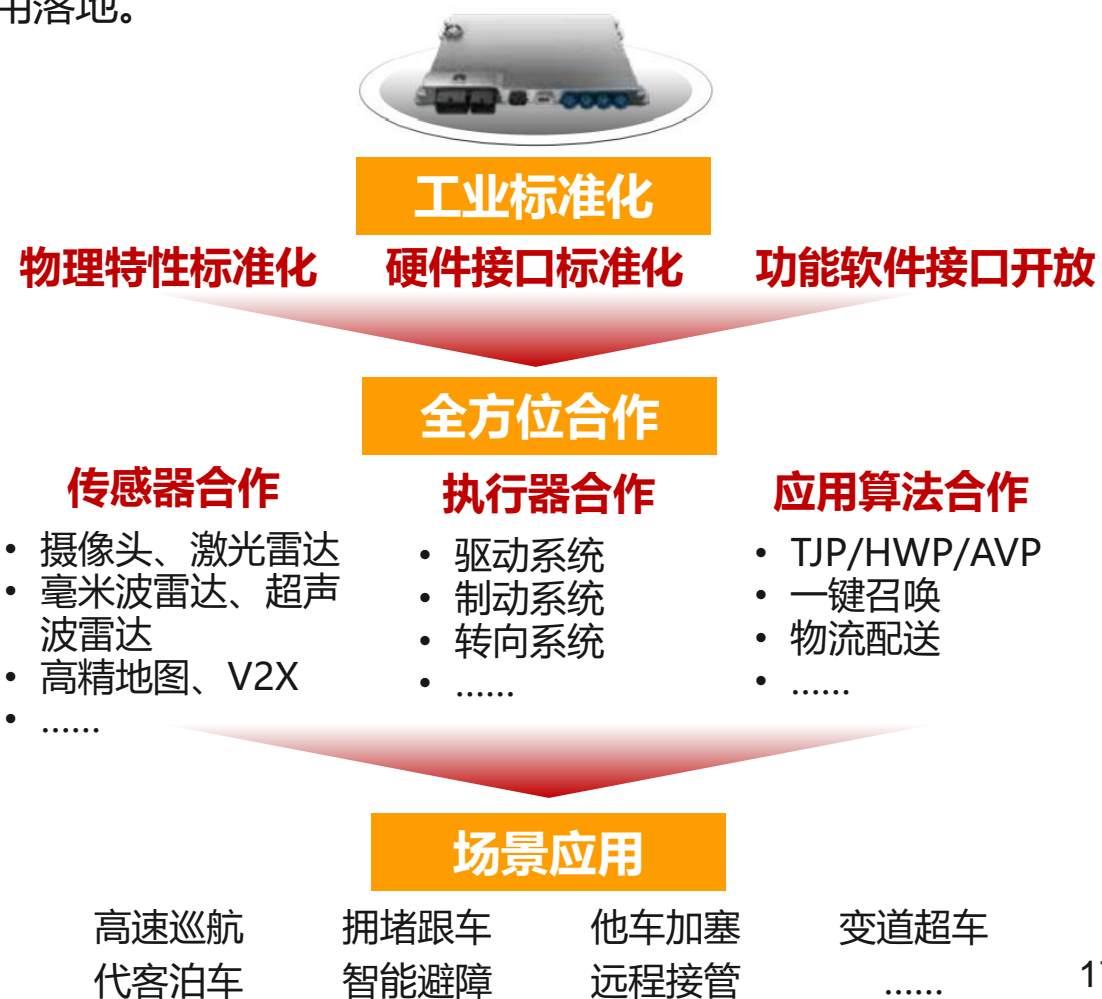 用落地。
工业标准化
物理特性标准化 硬件接口标准化 功能软件接口开放
全方位合作
传感器合作 执行器合作 应用算法合作
• 摄像头、激光雷达
• 毫米波雷达、超声
波雷达
• 高精地图、V2X
• ......
• 驱动系统
• 制动系统
• 转向系统
• ......
• TJP/HWP/AVP
• 一键召唤
• 物流配送
• ......
场景应用
高速巡航 拥堵跟车 他车加塞 变道超车
代客泊车 智能避障 远程接管 ......